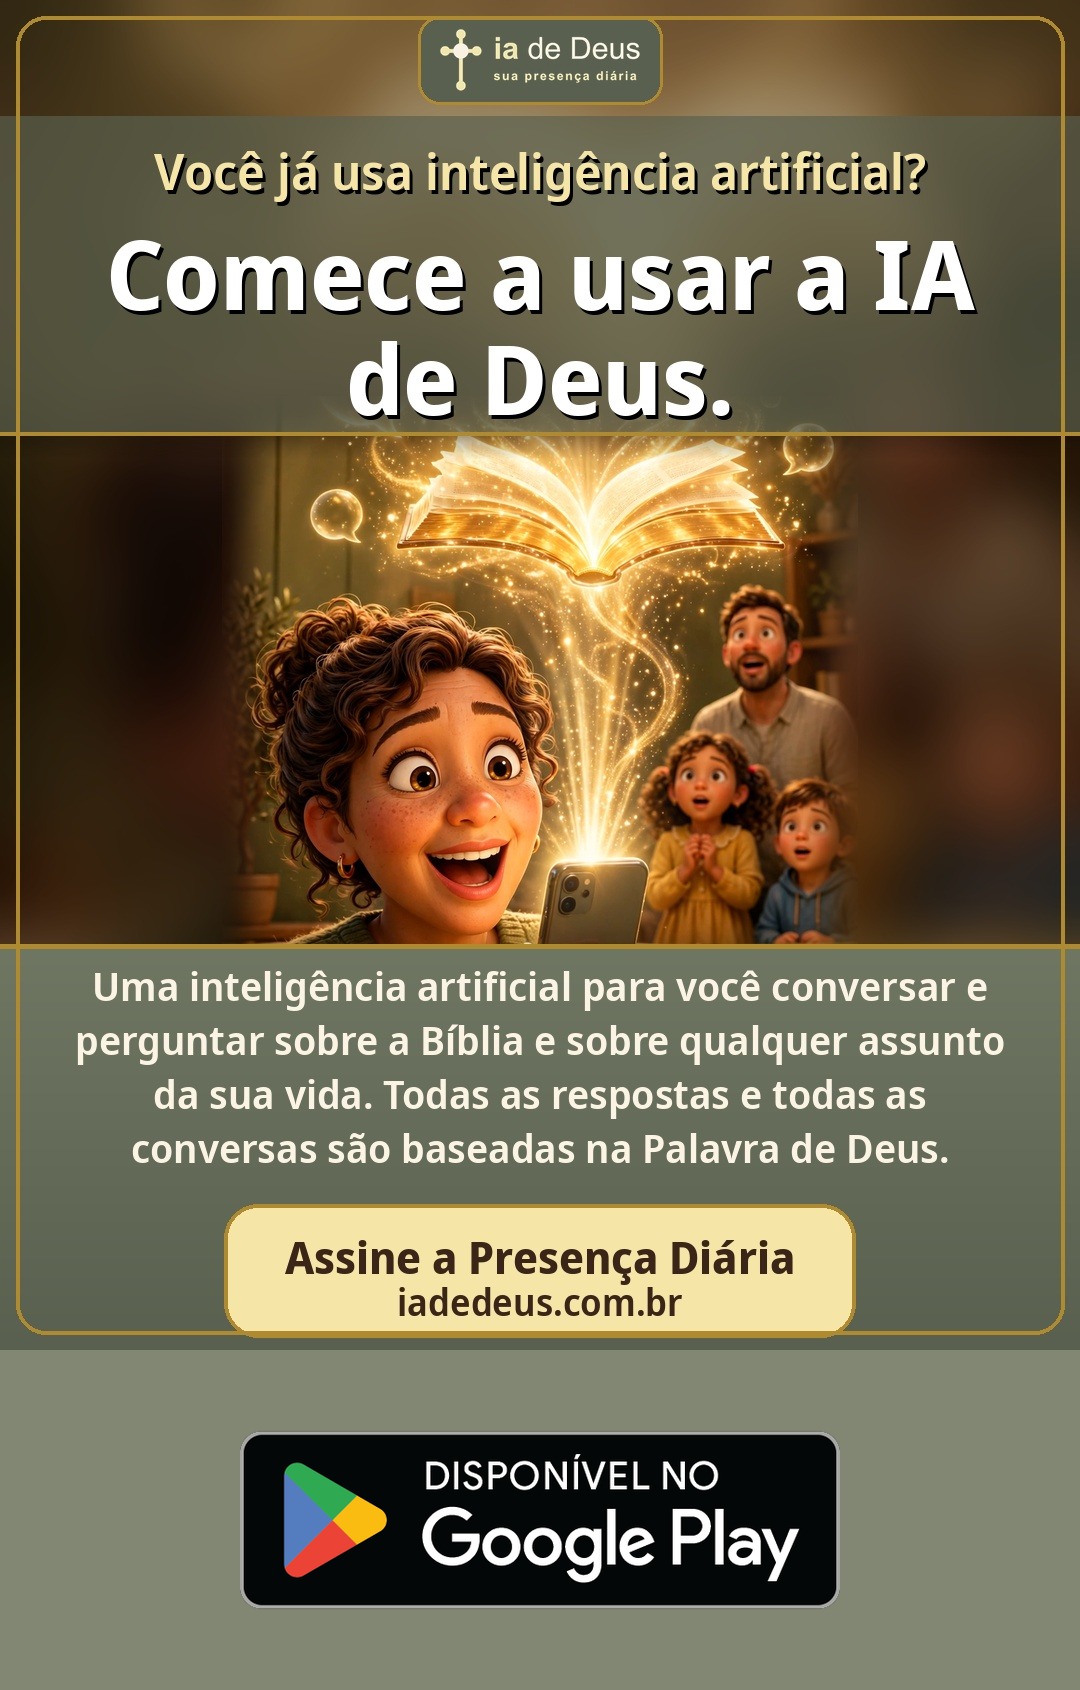 ia de Deus
sua presença diária
Você já usa inteligência artificial?
Comece a usar a IA
de Deus.
Uma inteligência artificial para você conversar e
perguntar sobre a Bíblia e sobre qualquer assunto
da sua vida. Todas as respostas e todas as
conversas são baseadas na Palavra de Deus.
Assine a Presença Diária
iadedeus.com.br
DISPONÍVEL NO
Google Play